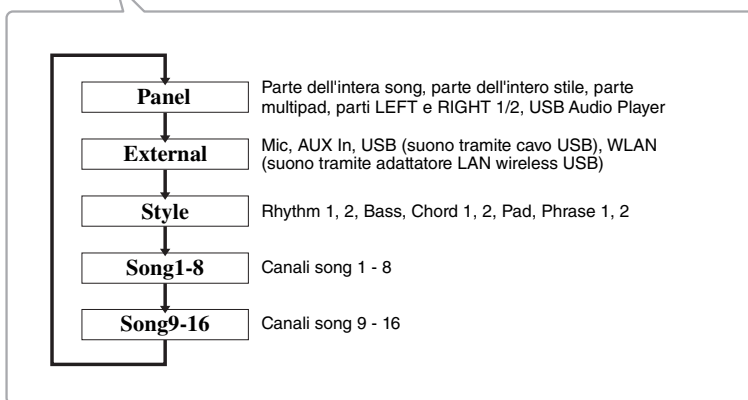 Panel
Parte dell'intera song, parte dell'intero stile, parte
multipad, parti LEFT e RIGHT 1/2, USB Audio Player
External
Mic, AUX In, USB (suono tramite cavo USB), WLAN
(suono tramite adattatore LAN wireless USB)
Style
Rhythm 1, 2, Bass, Chord 1, 2, Pad, Phrase 1, 2
Song1-8
Canali song 1 - 8
Song9-16
Canali song 9 - 16